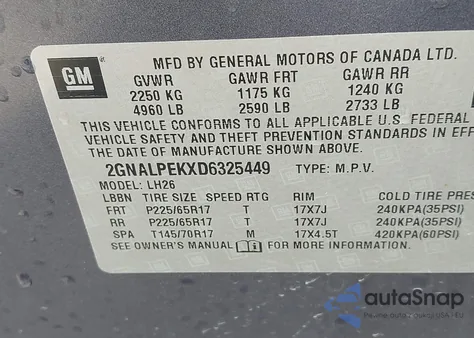 MFD BY GENERAL MOTORS OF CANADA LTD.
GM
GVWR GAWR FRT GAWR RR
2250 KG 1175 KG 1240 KG
4960 LB 2590 LB 2733 LB
THIS VEHICLE CONFORMS TO ALL APPLICABLE U.S. FEDERAL
VEHICLE SAFETY AND THEFT PREVENTION STANDARDS IN EFFE
DATE OF MANUFACTURE SHOWN ABOVE.
2GNALPEKXD6325449 TYPE: M.P.V.
MODEL: LH26
LBBN TIRE SIZE SPEED RTG RIM COLD TIRE PRES
FRT P225/65R17 T 17X7J 240KPA(35PSI)
RR P225/65R17 T 17X7J 240KPA(35PSI)
SPA T145/70R17 M 17X4.5T 420KPA(60PSI)
SEE OWNER'S MANUAL FOR MORE INFORMATION.
autoSnap